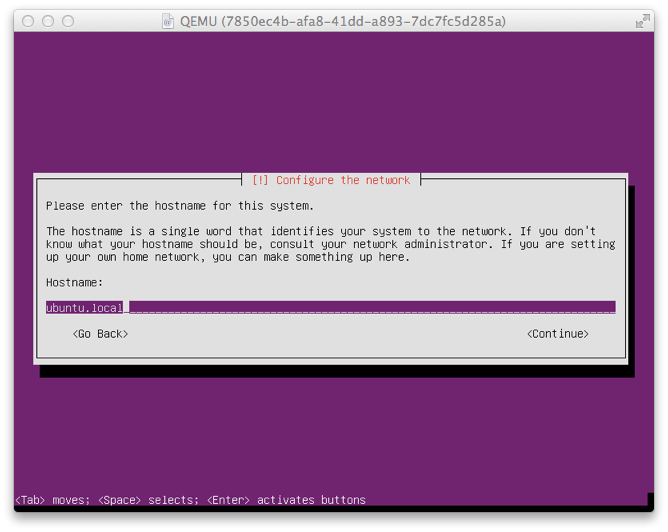 QEMU (7850ec4b-afa8-41dd-a893-7dc7fc5d285a)
[!] Configure the network
Please enter the hostname for this system.
The hostname is a single word that identifies your system to the network. If you don't
know what your hostname should be, consult your network administrator. If you are setting
up your own home network, you can make something up here.
Hostname:
ubuntu.local
<Go Back> <Continue>
<Tab> moves; <Space> selects; <Enter> activates buttons